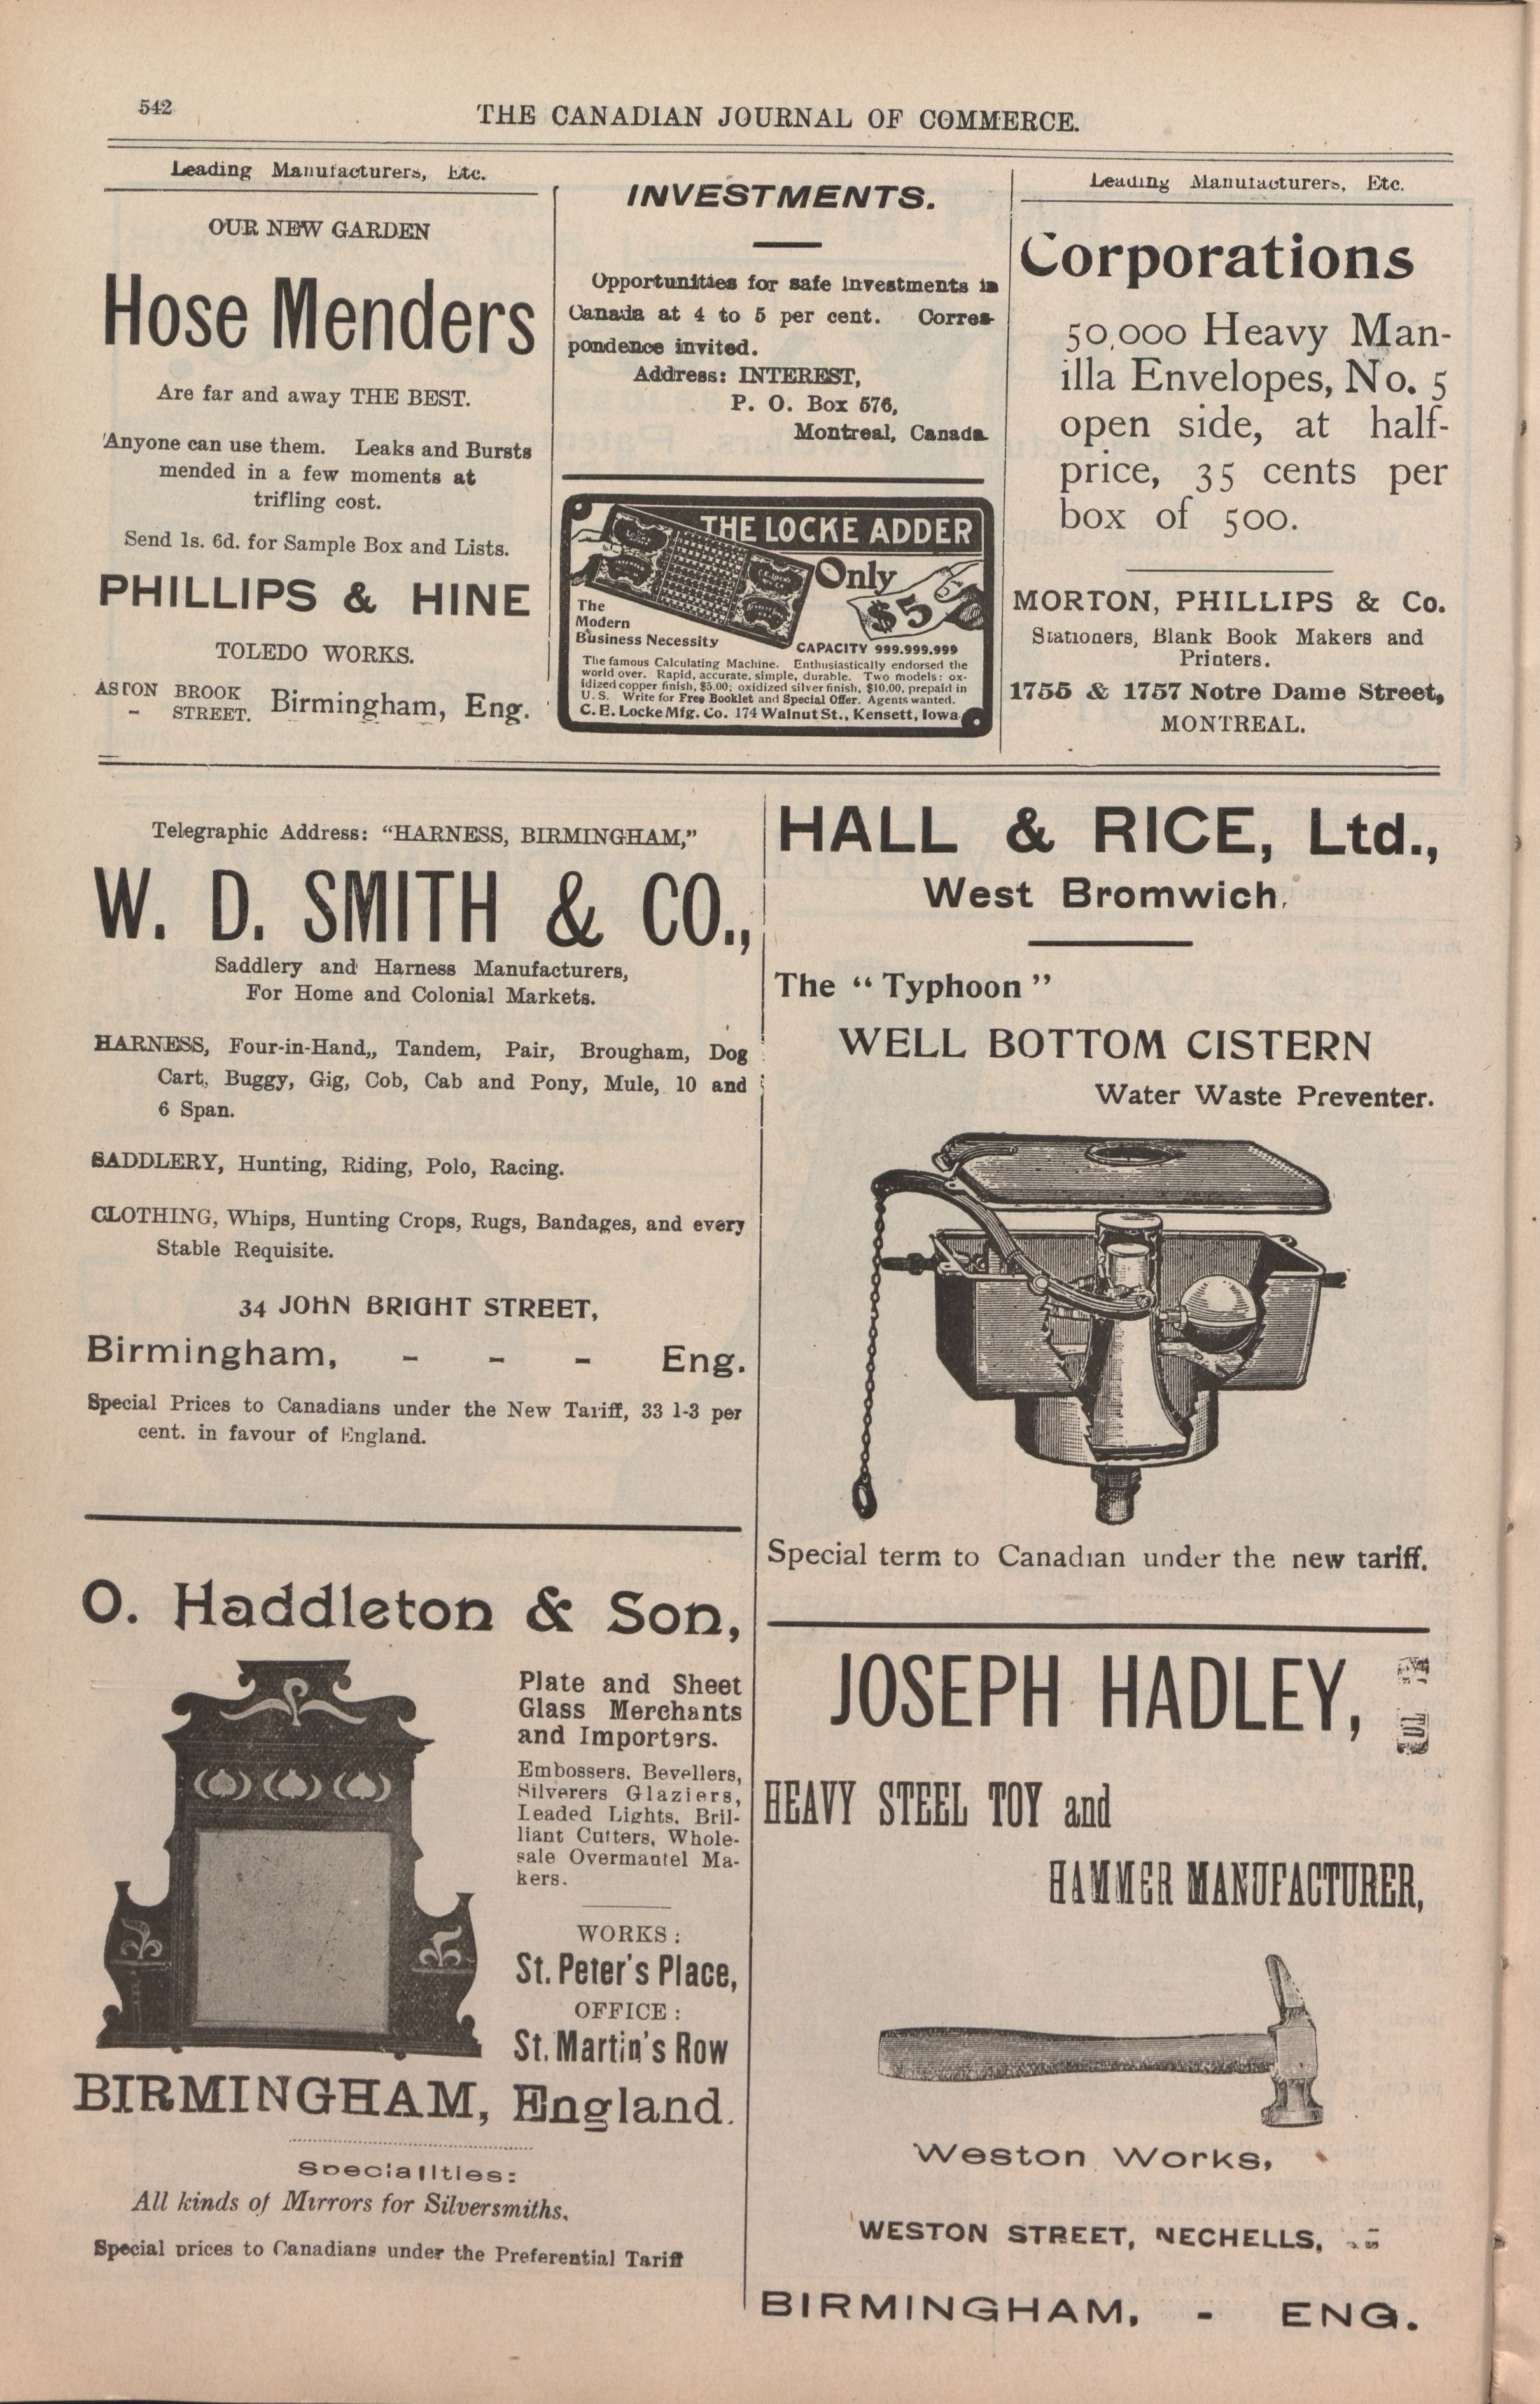 542
THE CANADIAN JOURNAL OF COMMERCE.
Leading Manufacturers, Etc.
OUR NEW GARDEN
Hose Menders
Are far and away THE BEST.
Anyone can use them. Leaks and Bursts
mended in a few moments at
trifling cost.
Send 1s. 6d. for Sample Box and Lists.
PHILLIPS & HINE
TOLEDO WORKS.
ASTON BROOK
- STREET.
Birmingham, Eng.
INVESTMENTS.
Opportunities for safe investments in
Canada at 4 to 5 per cent. Corres-
pondence invited.
Address: INTEREST,
P. O. Box 576,
Montreal, Canada.
THE LOCKE ADDER
Only
$5
The
Modern
Business Necessity
CAPACITY 999.999.999
The famous Calculating Machine. Enthusiastically endorsed the
world over. Rapid, accurate, simple, durable. Two models: ox-
idized copper finish, $5.00; oxidized silver finish, $10.00, prepaid in
U. S. Write for Free Booklet and Special Offer. Agents wanted.
C. E. Locke Mfg. Co. 174 Walnut St., Kensett, Iowa
Leading Manufacturers, Etc.
Corporations
50,000 Heavy Man-
illa Envelopes, No. 5
open side, at half-
price, 35 cents per
box of 500.
MORTON, PHILLIPS & Co.
Stationers, Blank Book Makers and
Printers.
1755 & 1757 Notre Dame Street,
MONTREAL.
Telegraphic Address: "HARNESS, BIRMINGHAM,"
W. D. SMITH & CO.,
Saddlery and Harness Manufacturers,
For Home and Colonial Markets.
HARNESS, Four-in-Hand,, Tandem, Pair, Brougham, Dog
Cart, Buggy, Gig, Cob, Cab and Pony, Mule, 10 and
6 Span.
SADDLERY, Hunting, Riding, Polo, Racing.
CLOTHING, Whips, Hunting Crops, Rugs, Bandages, and every
Stable Requisite.
34 JOHN BRIGHT STREET,
Birmingham, - - - Eng.
Special Prices to Canadians under the New Tariff, 33 1-3 per
cent. in favour of England.
O. Haddleton & Son,
Plate and Sheet
Glass Merchants
and Importers.
Embossers. Bevellers,
Silverers Glaziers,
Leaded Lights. Bril-
liant Cutters, Whole-
sale Overmantel Ma-
kers.
WORKS:
St. Peter's Place,
OFFICE:
St. Martin's Row
BIRMINGHAM, England.
Specialities:
All kinds of Mirrors for Silversmiths.
Special prices to Canadians under the Preferential Tariff
HALL & RICE, Ltd.,
West Bromwich.
The "Typhoon"
WELL BOTTOM CISTERN
Water Waste Preventer.
Special term to Canadian under the new tariff.
JOSEPH HADLEY,
HEAVY STEEL TOY and
HAMMER MANUFACTURER,
Weston Works,
WESTON STREET, NECHELLS,
BIRMINGHAM, - ENG.